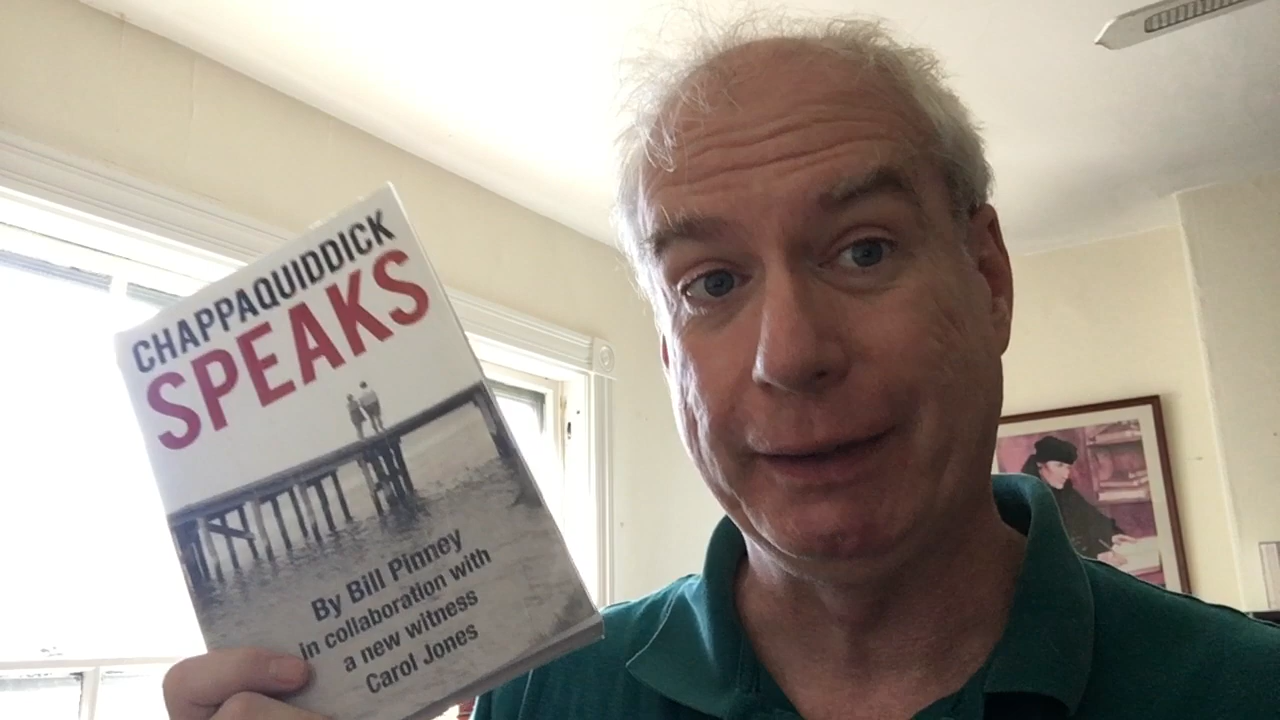 CHAPPAQUIDDICK
SPEAKS
By Bill Pinney
in collaboration with
a new witness
Carol Jones